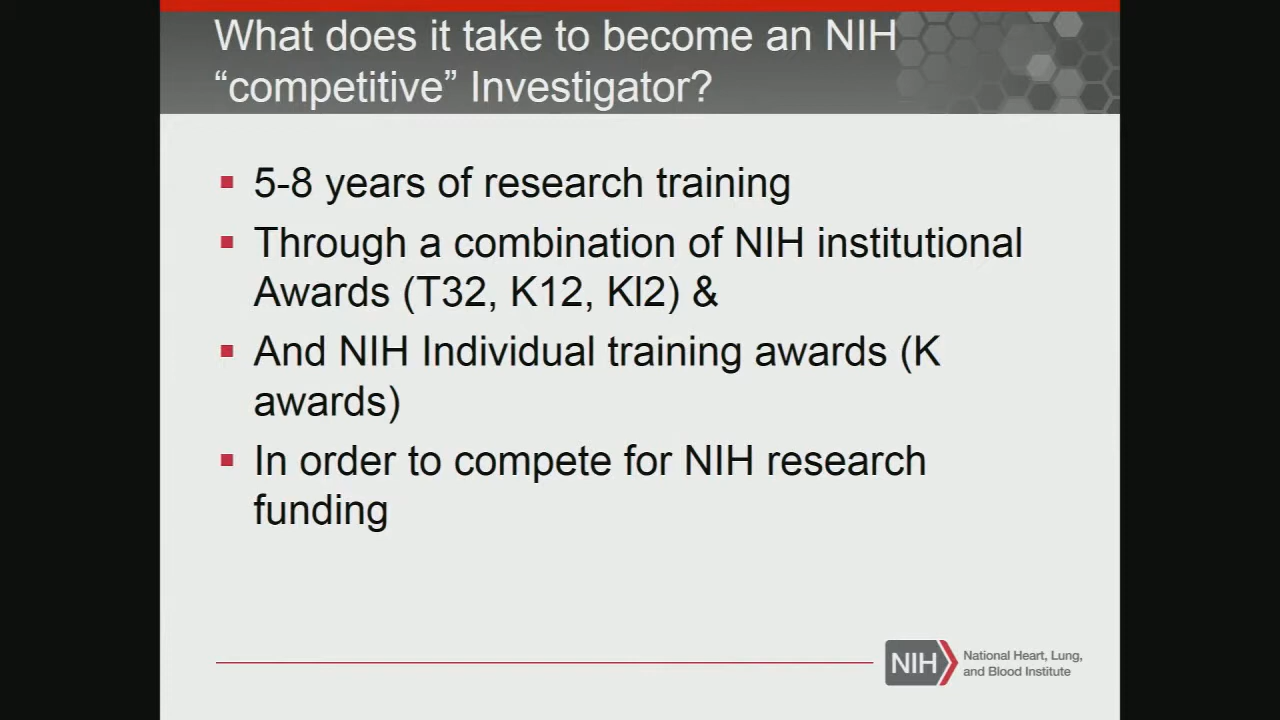 What does it take to become an NIH
“competitive” Investigator?
5-8 years of research training
Through a combination of NIH institutional
Awards (T32, K12, Kl2) &
And NIH Individual training awards (K
awards)
In order to compete for NIH research
funding
NIH
National Heart, Lung,
and Blood Institute